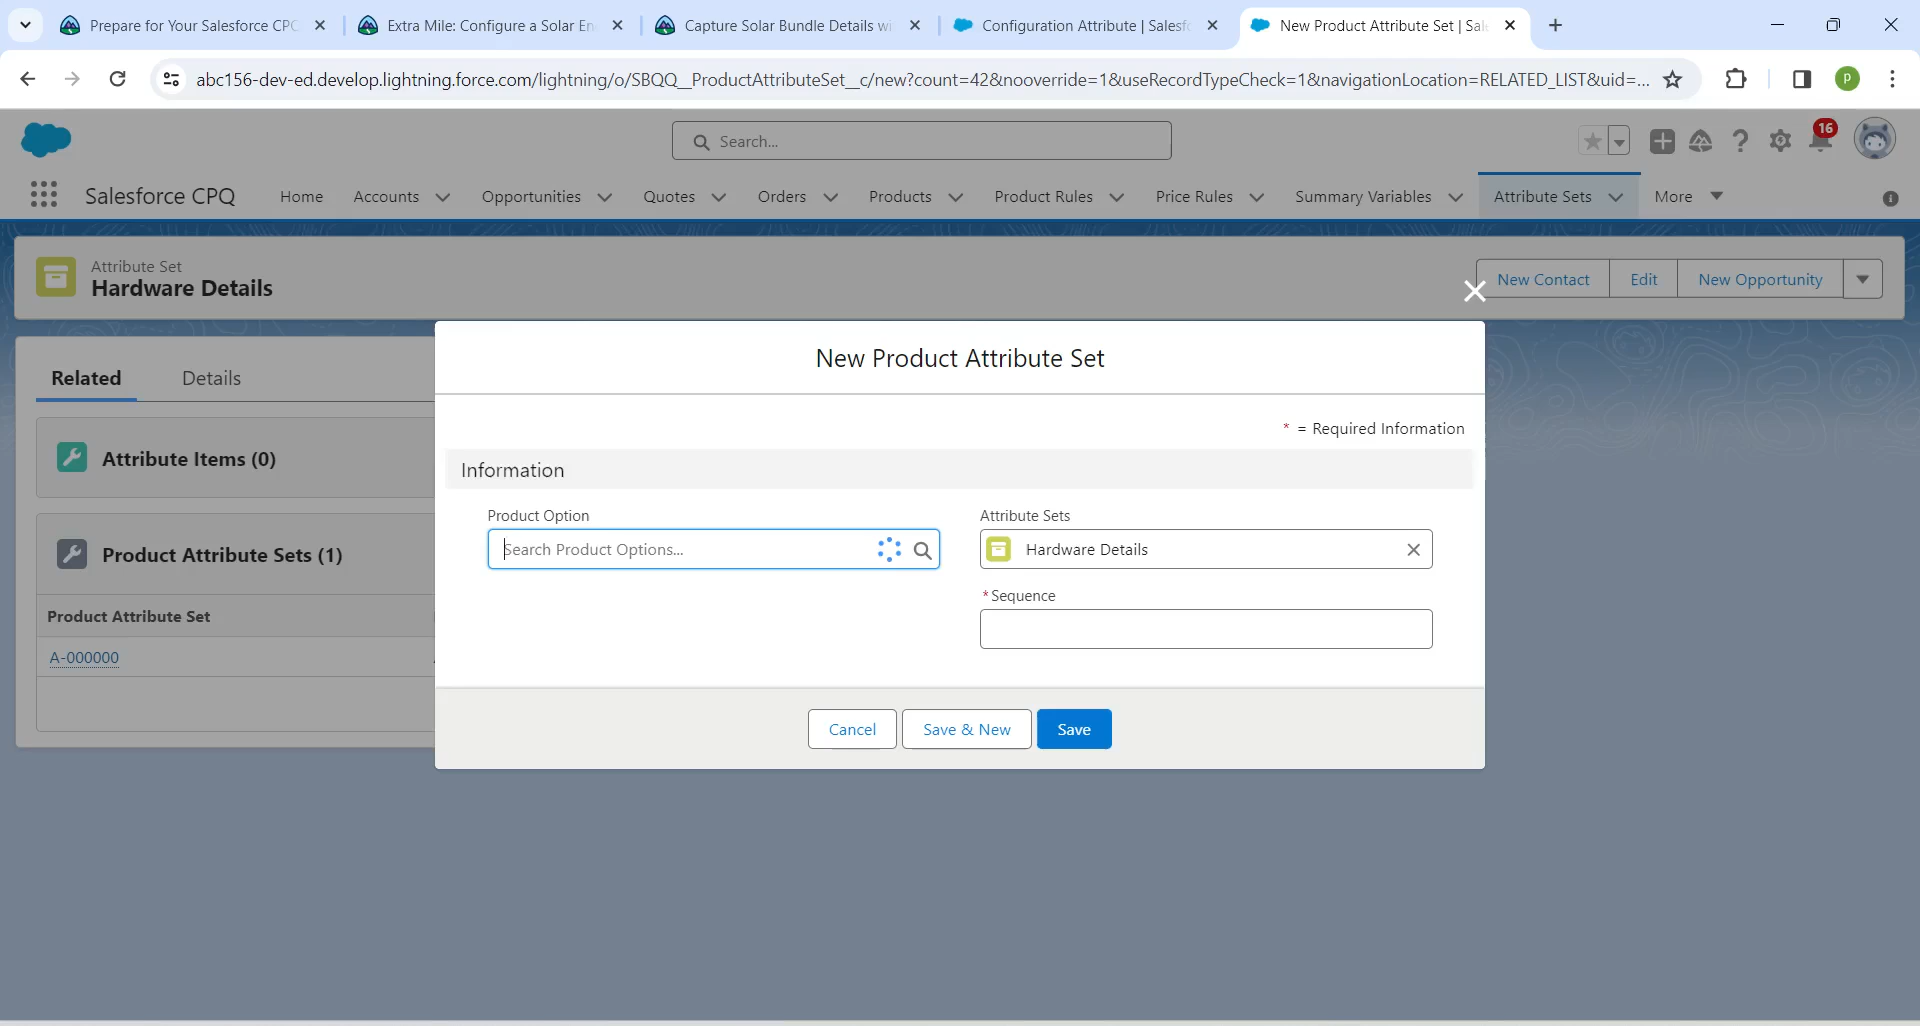 Prepare for Your Salesforce CPC
Extra Mile: Configure a Solar En
Capture Solar Bundle Details wi
Configuration Attribute | Salesfo
New Product Attribute Set | Sal
abc156-dev-ed.develop.lightning.force.com/lightning/o/SBQQ__ProductAttributeSet__c/new?count=42&nooverride=1&useRecordTypeCheck=1&navigationLocation=RELATED_LIST&uid=...
P
Search...
16
Salesforce CPQ
Home
Accounts
Opportunities
Quotes
Orders
Products
Product Rules
Price Rules
Summary Variables
Attribute Sets
More
Attribute Set
Hardware Details
New Contact
Edit
New Opportunity
Related
Details
Attribute Items (0)
Product Attribute Sets (1)
Product Attribute Set
A-000000
New Product Attribute Set
* = Required Information
Information
Product Option
Search Product Options...
Attribute Sets
Hardware Details
*Sequence
Cancel
Save & New
Save